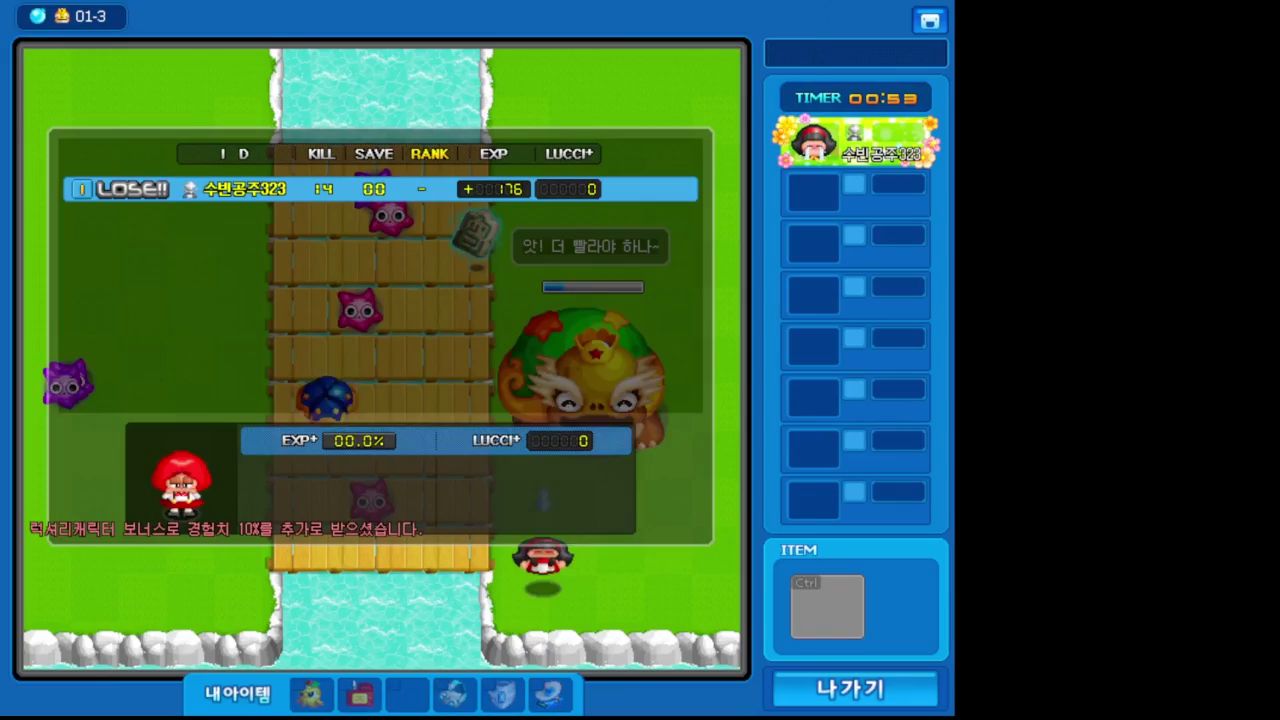 01-3
TIMER 00:53
수빈공주323
I D KILL SAVE RANK EXP LUCCI+
1 LOSE!! 수빈공주323 14 00 - +00176 0000000
앗! 더 빨라야 하나~
EXP+ 00.0% LUCCI+ 0000000
럭셔리캐릭터 보너스로 경험치 10%를 추가로 받으셨습니다.
ITEM
Ctrl
내아이템
나가기